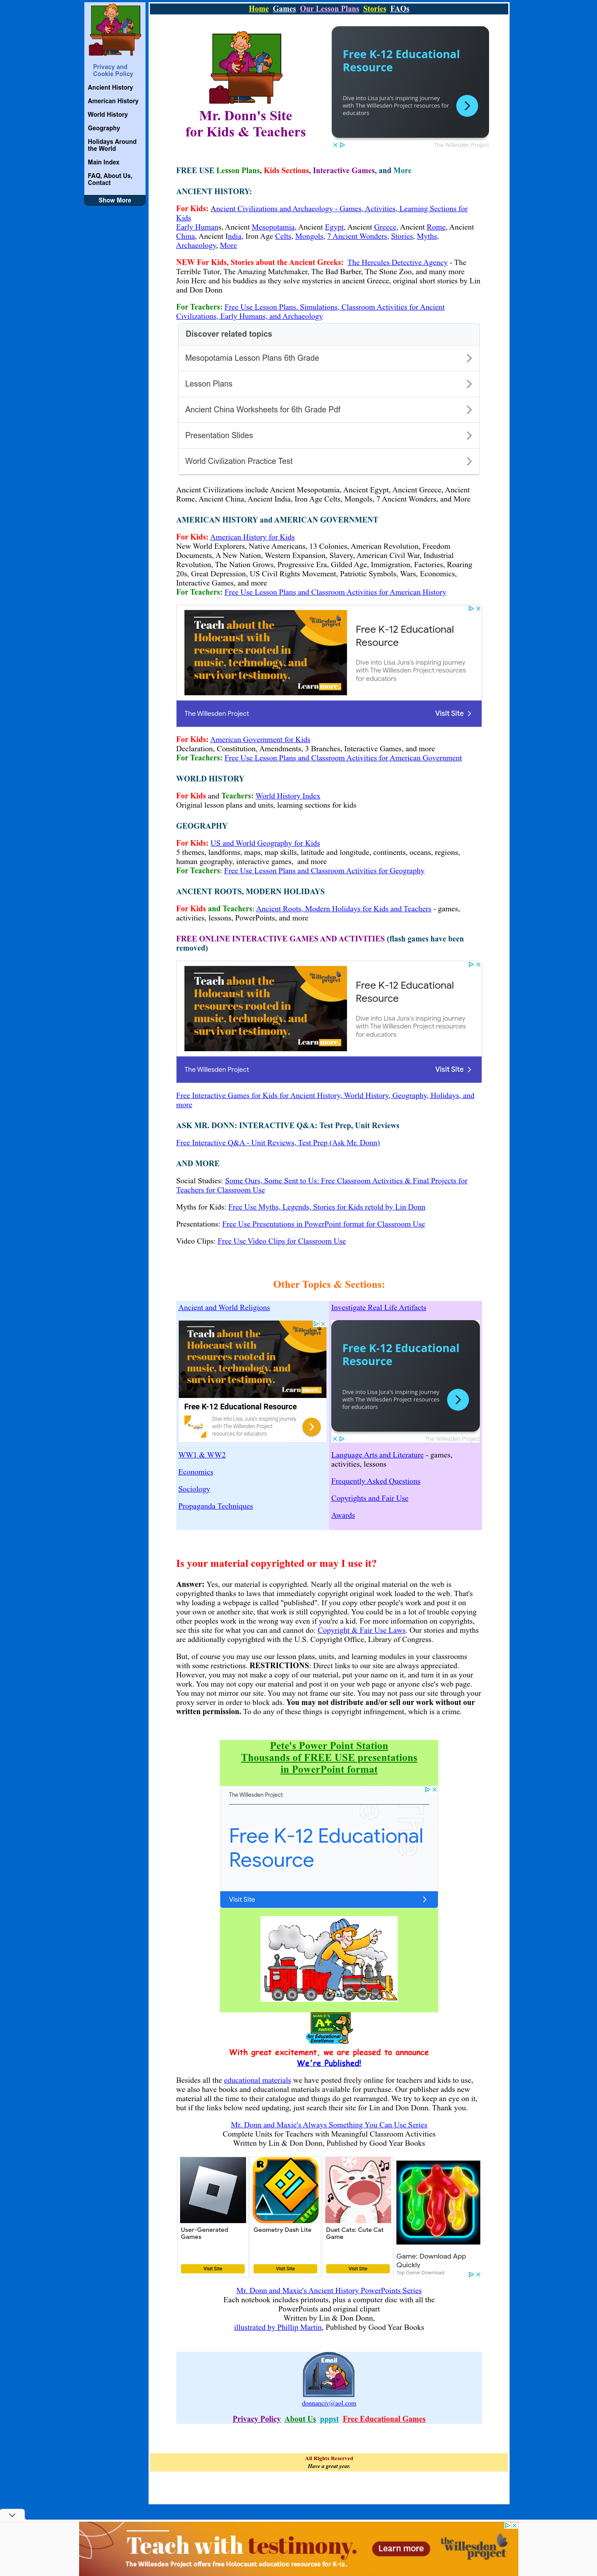 Home Games Our Lesson Plans Stories FAQs
Privacy and
Cookie Policy
Ancient History
American History
World History
Geography
Holidays Around
the World
Main Index
FAQ, About Us,
Contact
Show More
Mr. Donn's Site
for Kids & Teachers
Free K-12 Educational
Resource
Dive into Lisa Jura's inspiring journey
with The Willesden Project resources for
educators
The Willesden Project
FREE USE Lesson Plans, Kids Sections, Interactive Games, and More
ANCIENT HISTORY:
For Kids: Ancient Civilizations and Archaeology - Games, Activities, Learning Sections for
Kids
Early Humans, Ancient Mesopotamia, Ancient Egypt, Ancient Greece, Ancient Rome, Ancient
China, Ancient India, Iron Age Celts, Mongols, 7 Ancient Wonders, Stories, Myths,
Archaeology, More
NEW For Kids, Stories about the Ancient Greeks: The Hercules Detective Agency - The
Terrible Tutor, The Amazing Matchmaker, The Bad Barber, The Stone Zoo, and many more
Join Herc and his buddies as they solve mysteries in ancient Greece, original short stories by Lin
and Don Donn
For Teachers: Free Use Lesson Plans, Simulations, Classroom Activities for Ancient
Civilizations, Early Humans, and Archaeology
Discover related topics
Mesopotamia Lesson Plans 6th Grade
Lesson Plans
Ancient China Worksheets for 6th Grade Pdf
Presentation Slides
World Civilization Practice Test
Ancient Civilizations include Ancient Mesopotamia, Ancient Egypt, Ancient Greece, Ancient
Rome, Ancient China, Ancient India, Iron Age Celts, Mongols, 7 Ancient Wonders, and More
AMERICAN HISTORY and AMERICAN GOVERNMENT
For Kids: American History for Kids
New World Explorers, Native Americans, 13 Colonies, American Revolution, Freedom
Documents, A New Nation, Western Expansion, Slavery, American Civil War, Industrial
Revolution, The Nation Grows, Progressive Era, Gilded Age, Immigration, Factories, Roaring
20s, Great Depression, US Civil Rights Movement, Patriotic Symbols, Wars, Economics,
Interactive Games, and more
For Teachers: Free Use Lesson Plans and Classroom Activities for American History
Teach about the
Holocaust with
resources rooted in
music, technology, and
survivor testimony.
the Willesden project
Learn more.
Free K-12 Educational
Resource
Dive into Lisa Jura's inspiring journey
with The Willesden Project resources
for educators
The Willesden Project
Visit Site
For Kids: American Government for Kids
Declaration, Constitution, Amendments, 3 Branches, Interactive Games, and more
For Teachers: Free Use Lesson Plans and Classroom Activities for American Government
WORLD HISTORY
For Kids and Teachers: World History Index
Original lesson plans and units, learning sections for kids
GEOGRAPHY
For Kids: US and World Geography for Kids
5 themes, landforms, maps, map skills, latitude and longitude, continents, oceans, regions,
human geography, interactive games, and more
For Teachers: Free Use Lesson Plans and Classroom Activities for Geography
ANCIENT ROOTS, MODERN HOLIDAYS
For Kids and Teachers: Ancient Roots, Modern Holidays for Kids and Teachers - games,
activities, lessons, PowerPoints, and more
FREE ONLINE INTERACTIVE GAMES AND ACTIVITIES (flash games have been
removed)
Teach about the
Holocaust with
resources rooted in
music, technology, and
survivor testimony.
the Willesden project
Learn more.
Free K-12 Educational
Resource
Dive into Lisa Jura's inspiring journey
with The Willesden Project resources
for educators
The Willesden Project
Visit Site
Free Interactive Games for Kids for Ancient History, World History, Geography, Holidays, and
more
ASK MR. DONN: INTERACTIVE Q&A: Test Prep, Unit Reviews
Free Interactive Q&A - Unit Reviews, Test Prep (Ask Mr. Donn)
AND MORE
Social Studies: Some Ours, Some Sent to Us: Free Classroom Activities & Final Projects for
Teachers for Classroom Use
Myths for Kids: Free Use Myths, Legends, Stories for Kids retold by Lin Donn
Presentations: Free Use Presentations in PowerPoint format for Classroom Use
Video Clips: Free Use Video Clips for Classroom Use
Other Topics & Sections:
Ancient and World Religions
Teach about the
Holocaust with
resources rooted in
music, technology, and
survivor testimony.
the Willesden project
Learn more.
Free K-12 Educational Resource
Dive into Lisa Jura's inspiring journey
with The Willesden Project
resources for educators
WW1 & WW2
Economics
Sociology
Propaganda Techniques
Investigate Real Life Artifacts
Free K-12 Educational
Resource
Dive into Lisa Jura's inspiring journey
with The Willesden Project resources
for educators
The Willesden Project
Language Arts and Literature - games,
activities, lessons
Frequently Asked Questions
Copyrights and Fair Use
Awards
Is your material copyrighted or may I use it?
Answer: Yes, our material is copyrighted. Nearly all the original material on the web is
copyrighted thanks to laws that immediately copyright original work loaded to the web. That's
why loading a webpage is called "published". If you copy other people's work and post it on
your own or another site, that work is still copyrighted. You could be in a lot of trouble copying
other peoples work in the wrong way even if you're a kid. For more information on copyrights,
see this site for what you can and cannot do: Copyright & Fair Use Laws. Our stories and myths
are additionally copyrighted with the U.S. Copyright Office, Library of Congress.
But, of course you may use our lesson plans, units, and learning modules in your classrooms
with some restrictions. RESTRICTIONS: Direct links to our site are always appreciated.
However, you may not make a copy of our material, put your name on it, and turn it in as your
work. You may not copy our material and post it on your web page or anyone else's web page.
You may not mirror our site. You may not frame our site. You may not pass our site through your
proxy server in order to block ads. You may not distribute and/or sell our work without our
written permission. To do any of these things is copyright infringement, which is a crime.
Pete's Power Point Station
Thousands of FREE USE presentations
in PowerPoint format
The Willesden Project
Free K-12 Educational
Resource
Visit Site
A+
AWARD
for Educational
Excellence
With great excitement, we are pleased to announce
We're Published!
Besides all the educational materials we have posted freely online for teachers and kids to use,
we also have books and educational materials available for purchase. Our publisher adds new
material all the time to their catalogue and things do get rearranged. We try to keep an eye on it,
but if the links below need updating, just search their site for Lin and Don Donn. Thank you.
Mr. Donn and Maxie's Always Something You Can Use Series
Complete Units for Teachers with Meaningful Classroom Activities
Written by Lin & Don Donn, Published by Good Year Books
User-Generated
Games
Visit Site
LITE
Geometry Dash Lite
Visit Site
Duet Cats: Cute Cat
Game
Visit Site
Game: Download App
Quickly
Top Game Download
Mr. Donn and Maxie's Ancient History PowerPoints Series
Each notebook includes printouts, plus a computer disc with all the
PowerPoints and original clipart
Written by Lin & Don Donn,
illustrated by Phillip Martin, Published by Good Year Books
Email
donnanciv@aol.com
Privacy Policy About Us pppst Free Educational Games
All Rights Reserved
Have a great year.
Teach with testimony.
The Willesden Project offers free Holocaust education resources for K-12.
Learn more
the Willesden project